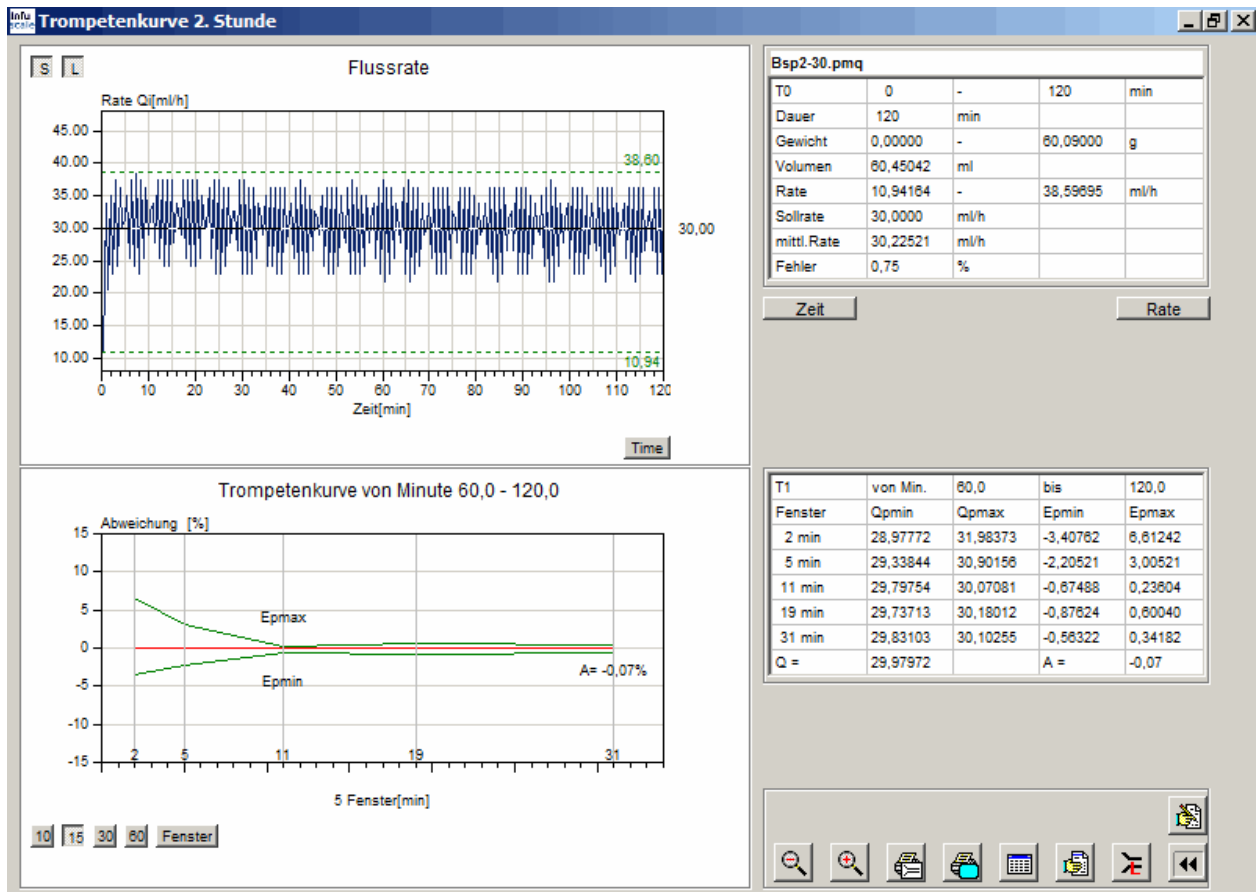 Infu scale Trompetenkurve 2. Stunde
S L Flussrate
Rate Qi[ml/h]
45.00
40.00
35.00
30.00
25.00
20.00
15.00
10.00
38,60
30,00
10,94
0 10 20 30 40 50 60 70 80 90 100 110 120
Zeit[min]
Time
Bsp2-30.pmq
T0 0 - 120 min
Dauer 120 min
Gewicht 0,00000 - 60,09000 g
Volumen 60,45042 ml
Rate 10,94164 - 38,59695 ml/h
Sollrate 30,0000 ml/h
mittl.Rate 30,22521 ml/h
Fehler 0,75 %
Zeit Rate
Trompetenkurve von Minute 60,0 - 120,0
Abweichung [%]
15
10
5
0
-5
-10
-15
Epmax
Epmin
A= -0,07%
2 5 11 19 31
5 Fenster[min]
10 15 30 60 Fenster
T1 von Min. 60,0 bis 120,0
Fenster Qpmin Qpmax Epmin Epmax
2 min 28,97772 31,98373 -3,40762 6,61242
5 min 29,33844 30,90156 -2,20521 3,00521
11 min 29,79754 30,07081 -0,67488 0,23604
19 min 29,73713 30,18012 -0,87624 0,60040
31 min 29,83103 30,10255 -0,56322 0,34182
Q = 29,97972 A = -0,07